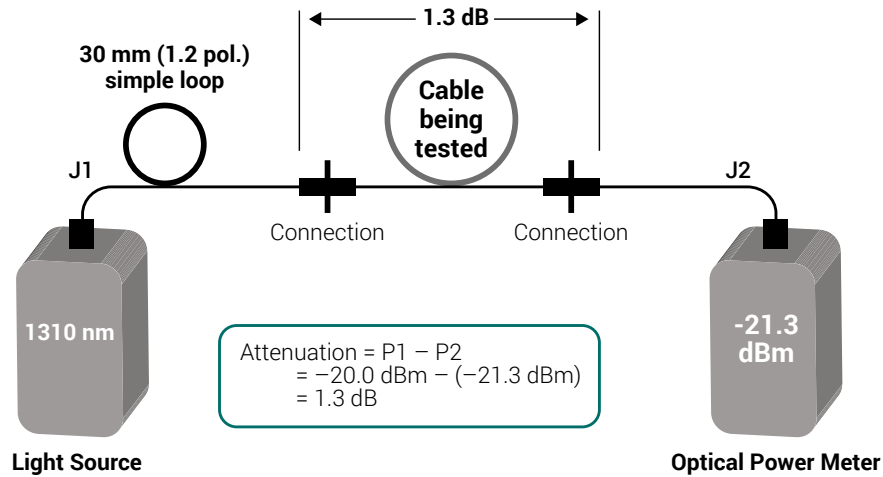 1.3 dB
30 mm (1.2 pol.)
simple loop
Cable
being
tested
J1
J2
Connection
Connection
1310 nm
-21.3
dBm
Attenuation = P1 – P2
= –20.0 dBm – (–21.3 dBm)
= 1.3 dB
Light Source
Optical Power Meter